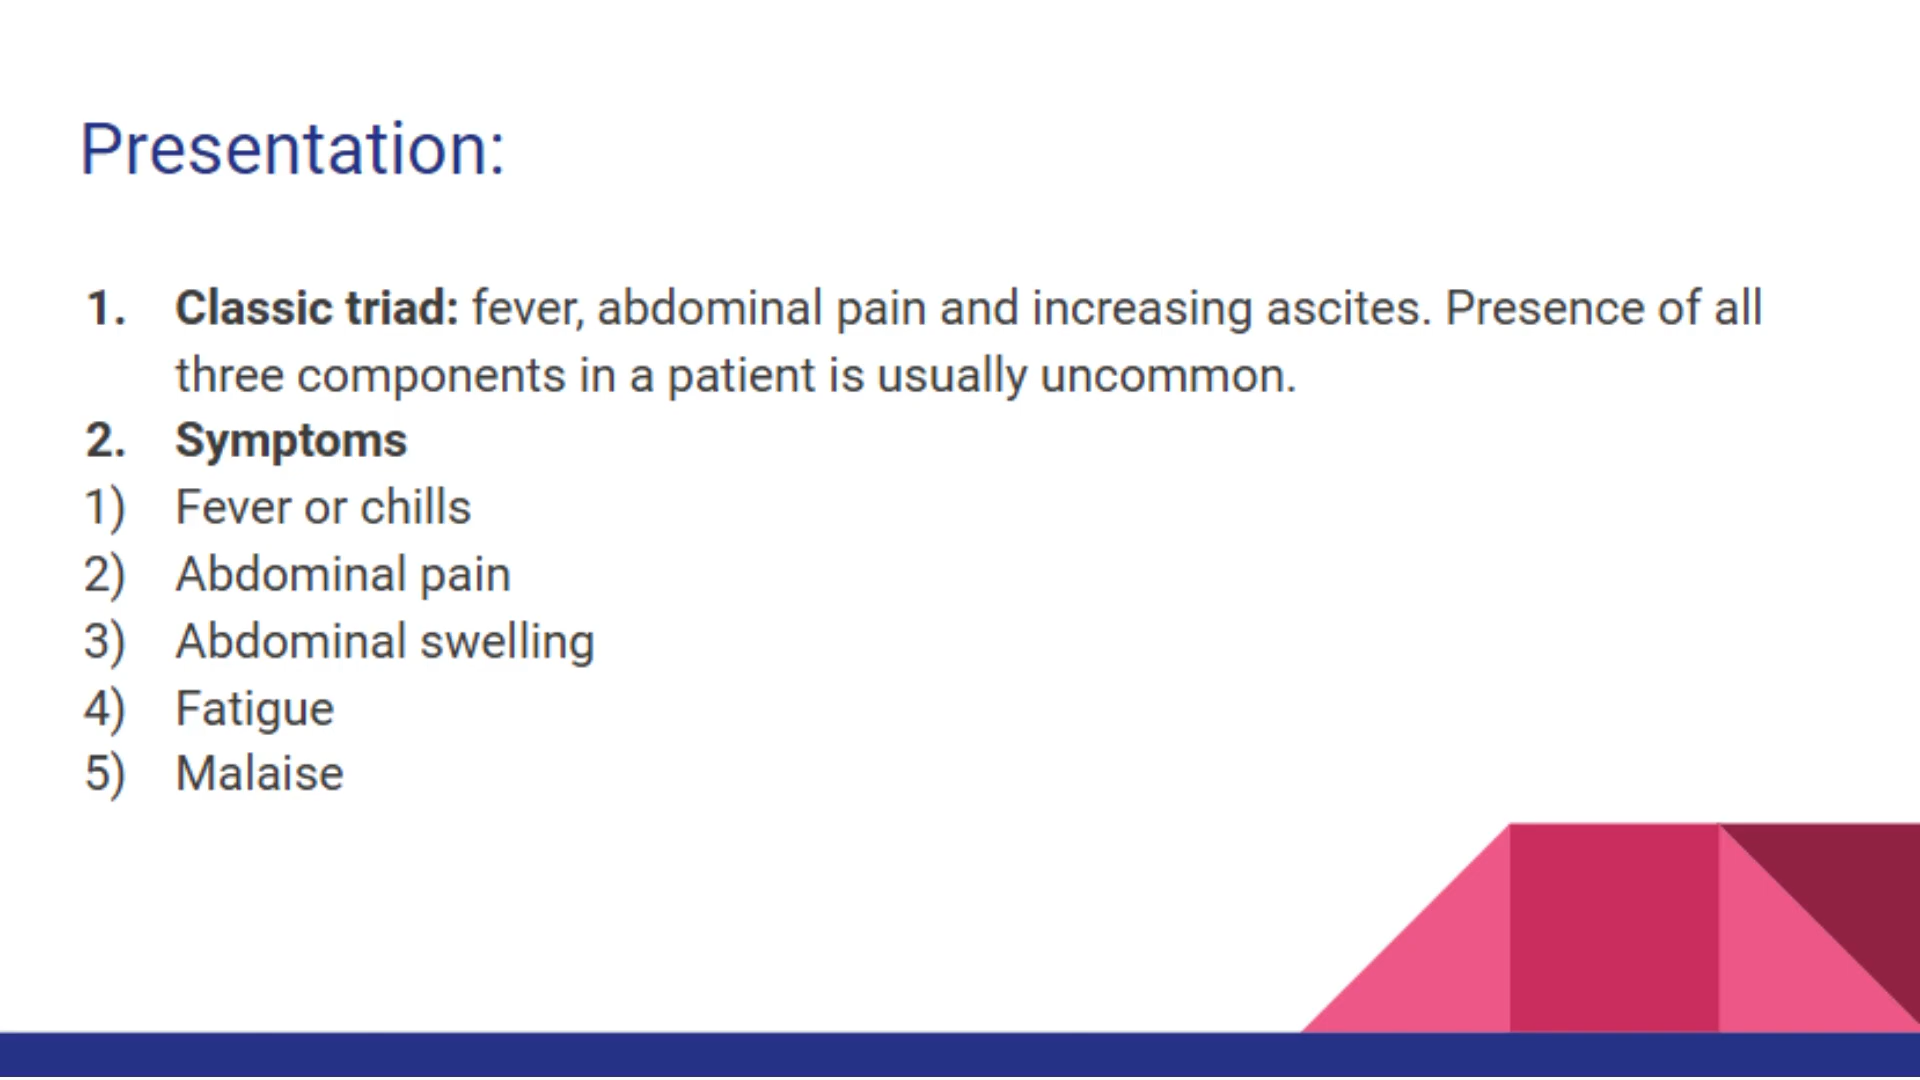 Presentation:
1. Classic triad: fever, abdominal pain and increasing ascites. Presence of all
three components in a patient is usually uncommon.
2. Symptoms
1) Fever or chills
2) Abdominal pain
3) Abdominal swelling
4) Fatigue
5) Malaise